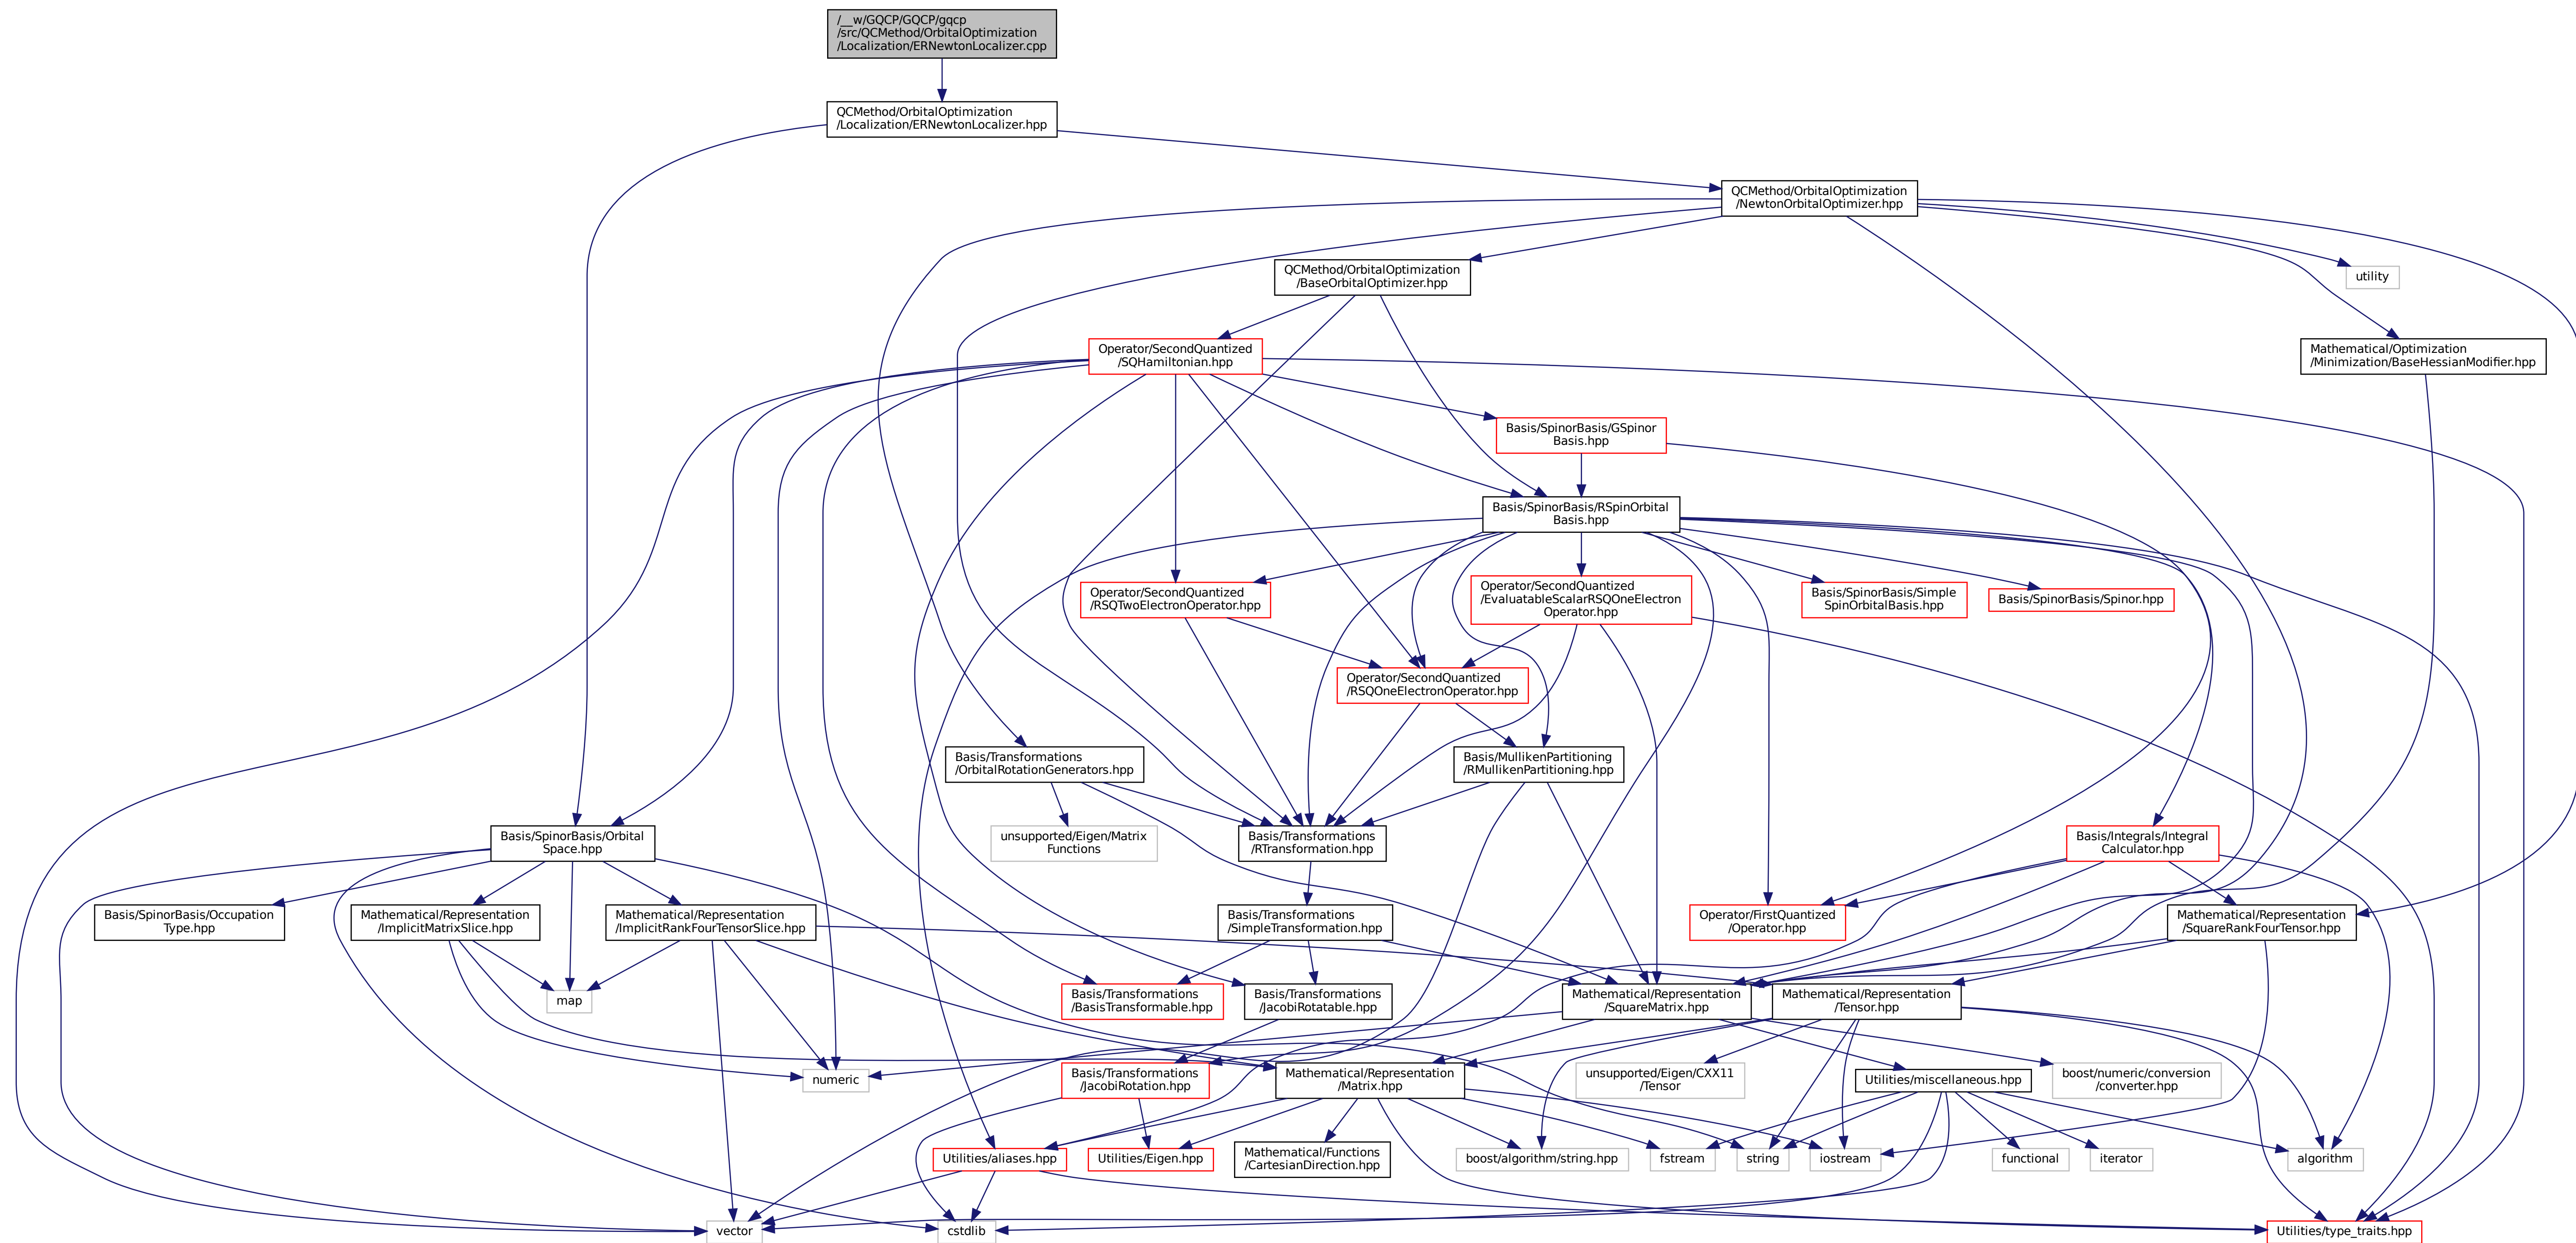 /__w/GQCP/GQCP/gqcp
/src/QCMethod/OrbitalOptimization
/Localization/ERNewtonLocalizer.cpp
QCMethod/OrbitalOptimization
/Localization/ERNewtonLocalizer.hpp
QCMethod/OrbitalOptimization
/NewtonOrbitalOptimizer.hpp
QCMethod/OrbitalOptimization
/BaseOrbitalOptimizer.hpp
utility
Operator/SecondQuantized
/SQHamiltonian.hpp
Mathematical/Optimization
/Minimization/BaseHessianModifier.hpp
Basis/SpinorBasis/GSpinor
Basis.hpp
Basis/SpinorBasis/RSpinOrbital
Basis.hpp
Operator/SecondQuantized
/RSQTwoElectronOperator.hpp
Operator/SecondQuantized
/EvaluatableScalarRSQOneElectron
Operator.hpp
Basis/SpinorBasis/Simple
SpinOrbitalBasis.hpp
Basis/SpinorBasis/Spinor.hpp
Operator/SecondQuantized
/RSQOneElectronOperator.hpp
Basis/Transformations
/OrbitalRotationGenerators.hpp
Basis/MullikenPartitioning
/RMullikenPartitioning.hpp
Basis/SpinorBasis/Orbital
Space.hpp
unsupported/Eigen/Matrix
Functions
Basis/Transformations
/RTransformation.hpp
Basis/Integrals/Integral
Calculator.hpp
Basis/SpinorBasis/Occupation
Type.hpp
Mathematical/Representation
/ImplicitMatrixSlice.hpp
Mathematical/Representation
/ImplicitRankFourTensorSlice.hpp
Basis/Transformations
/SimpleTransformation.hpp
Operator/FirstQuantized
/Operator.hpp
Mathematical/Representation
/SquareRankFourTensor.hpp
map
Basis/Transformations
/BasisTransformable.hpp
Basis/Transformations
/JacobiRotatable.hpp
Mathematical/Representation
/SquareMatrix.hpp
Mathematical/Representation
/Tensor.hpp
numeric
Basis/Transformations
/JacobiRotation.hpp
Mathematical/Representation
/Matrix.hpp
unsupported/Eigen/CXX11
/Tensor
Utilities/miscellaneous.hpp
boost/numeric/conversion
/converter.hpp
Utilities/aliases.hpp
Utilities/Eigen.hpp
Mathematical/Functions
/CartesianDirection.hpp
boost/algorithm/string.hpp
fstream
string
iostream
functional
iterator
algorithm
vector
cstdlib
Utilities/type_traits.hpp